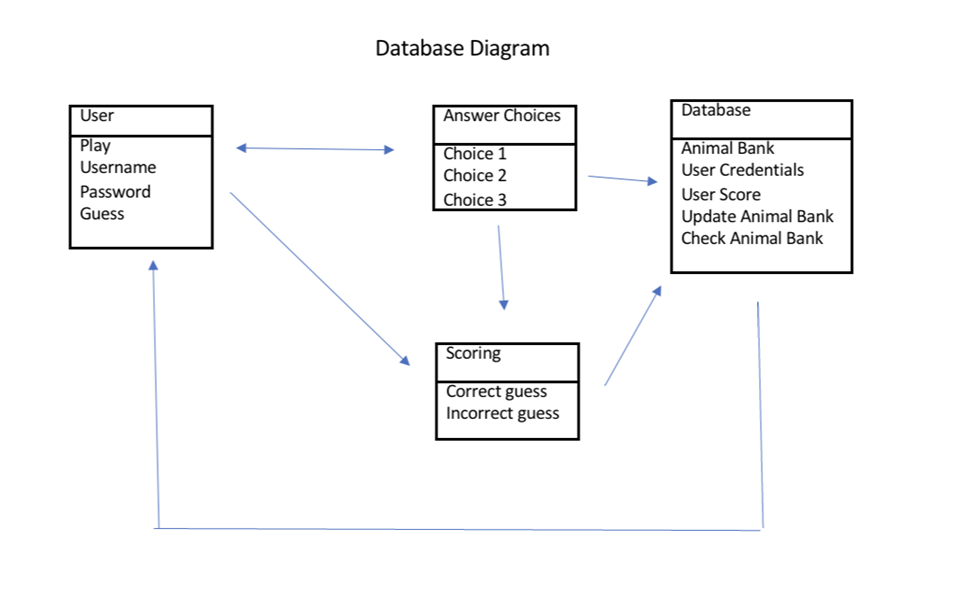 Database Diagram
User
Play
Username
Password
Guess
Answer Choices
Choice 1
Choice 2
Choice 3
Database
Animal Bank
User Credentials
User Score
Update Animal Bank
Check Animal Bank
Scoring
Correct guess
Incorrect guess